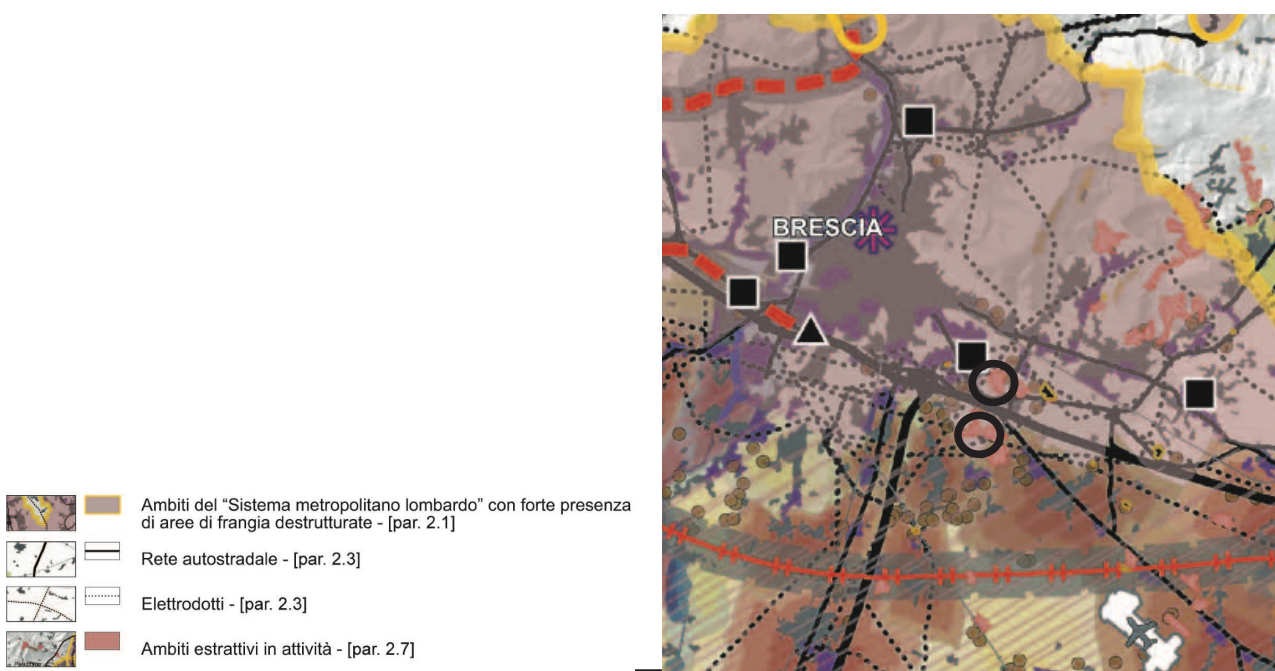 BRESCIA
Ambiti del “Sistema metropolitano lombardo” con forte presenza
di aree di frangia destrutturate - [par. 2.1]
Rete autostradale - [par. 2.3]
Elettrodotti - [par. 2.3]
Ambiti estrattivi in attività - [par. 2.7]